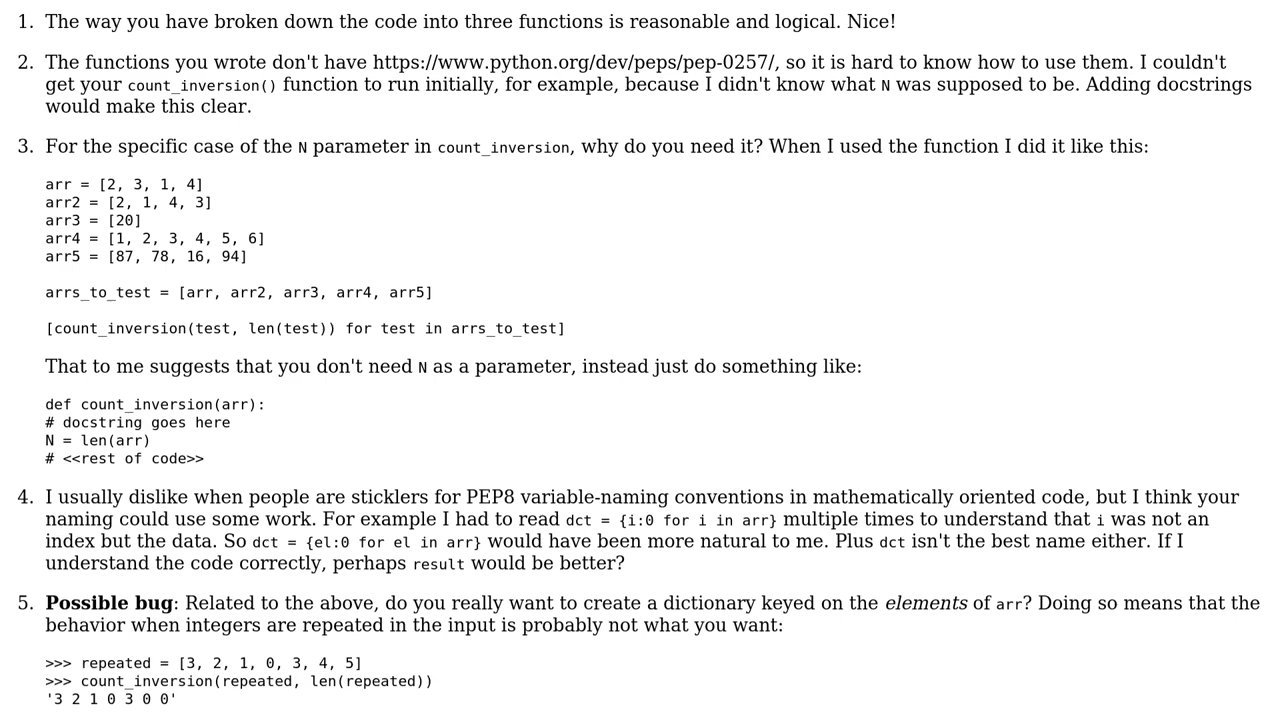 1. The way you have broken down the code into three functions is reasonable and logical. Nice!
2. The functions you wrote don't have https://www.python.org/dev/peps/pep-0257/, so it is hard to know how to use them. I couldn't
get your count_inversion() function to run initially, for example, because I didn't know what N was supposed to be. Adding docstrings
would make this clear.
3. For the specific case of the N parameter in count_inversion, why do you need it? When I used the function I did it like this:
arr = [2, 3, 1, 4]
arr2 = [2, 1, 4, 3]
arr3 = [20]
arr4 = [1, 2, 3, 4, 5, 6]
arr5 = [87, 78, 16, 94]
arrs_to_test = [arr, arr2, arr3, arr4, arr5]
[count_inversion(test, len(test)) for test in arrs_to_test]
That to me suggests that you don't need N as a parameter, instead just do something like:
def count_inversion(arr):
# docstring goes here
N = len(arr)
# <<rest of code>>
4. I usually dislike when people are sticklers for PEP8 variable-naming conventions in mathematically oriented code, but I think your
naming could use some work. For example I had to read dct = {i:0 for i in arr} multiple times to understand that i was not an
index but the data. So dct = {el:0 for el in arr} would have been more natural to me. Plus dct isn't the best name either. If I
understand the code correctly, perhaps result would be better?
5. Possible bug: Related to the above, do you really want to create a dictionary keyed on the elements of arr? Doing so means that the
behavior when integers are repeated in the input is probably not what you want:
>>> repeated = [3, 2, 1, 0, 3, 4, 5]
>>> count_inversion(repeated, len(repeated))
'3 2 1 0 3 0 0'